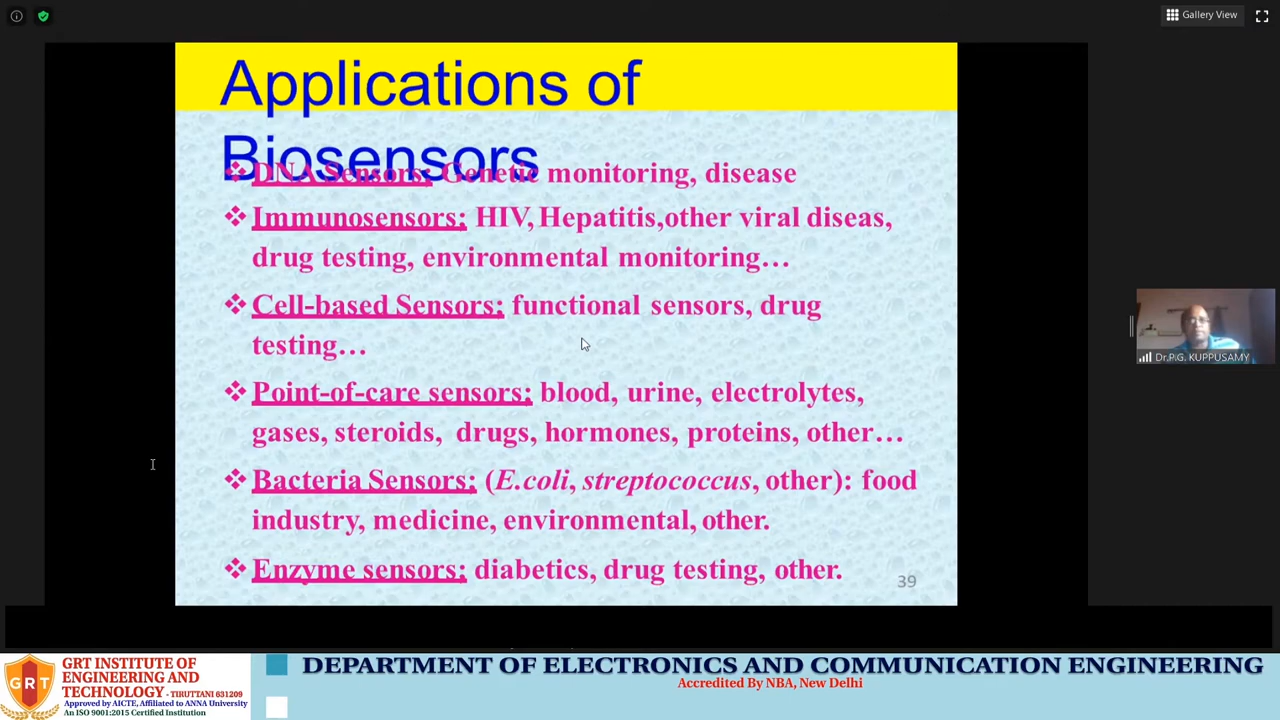 Gallery View
Applications of
Biosensors
❖ DNA Sensors: Genetic monitoring, disease
❖ Immunosensors: HIV, Hepatitis,other viral diseas,
drug testing, environmental monitoring…
❖ Cell-based Sensors: functional sensors, drug
testing…
❖ Point-of-care sensors: blood, urine, electrolytes,
gases, steroids, drugs, hormones, proteins, other…
❖ Bacteria Sensors: (E.coli, streptococcus, other): food
industry, medicine, environmental, other.
❖ Enzyme sensors: diabetics, drug testing, other.
39
Dr.P.G. KUPPUSAMY
GRT
GRT INSTITUTE OF
ENGINEERING AND
TECHNOLOGY - TIRUTTANI 631209
Approved by AICTE, Affiliated to ANNA University
An ISO 9001:2015 Certified Institution
DEPARTMENT OF ELECTRONICS AND COMMUNICATION ENGINEERING
Accredited By NBA, New Delhi